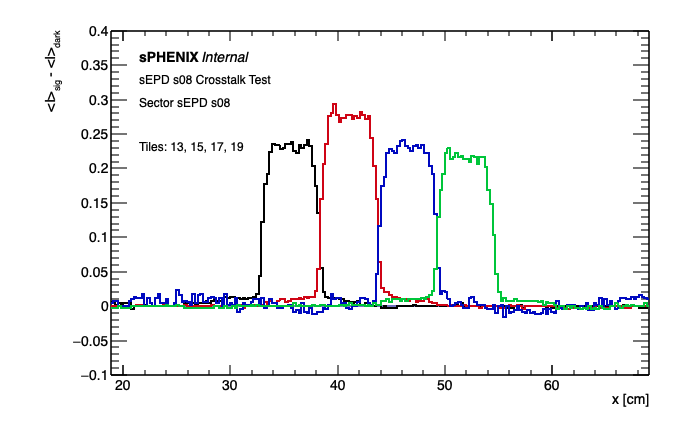 <I>sig - <I>dark
0.4
0.35
0.3
0.25
0.2
0.15
0.1
0.05
0
−0.05
−0.1
sPHENIX Internal
sEPD s08 Crosstalk Test
Sector sEPD s08
Tiles: 13, 15, 17, 19
20 30 40 50 60
x [cm]